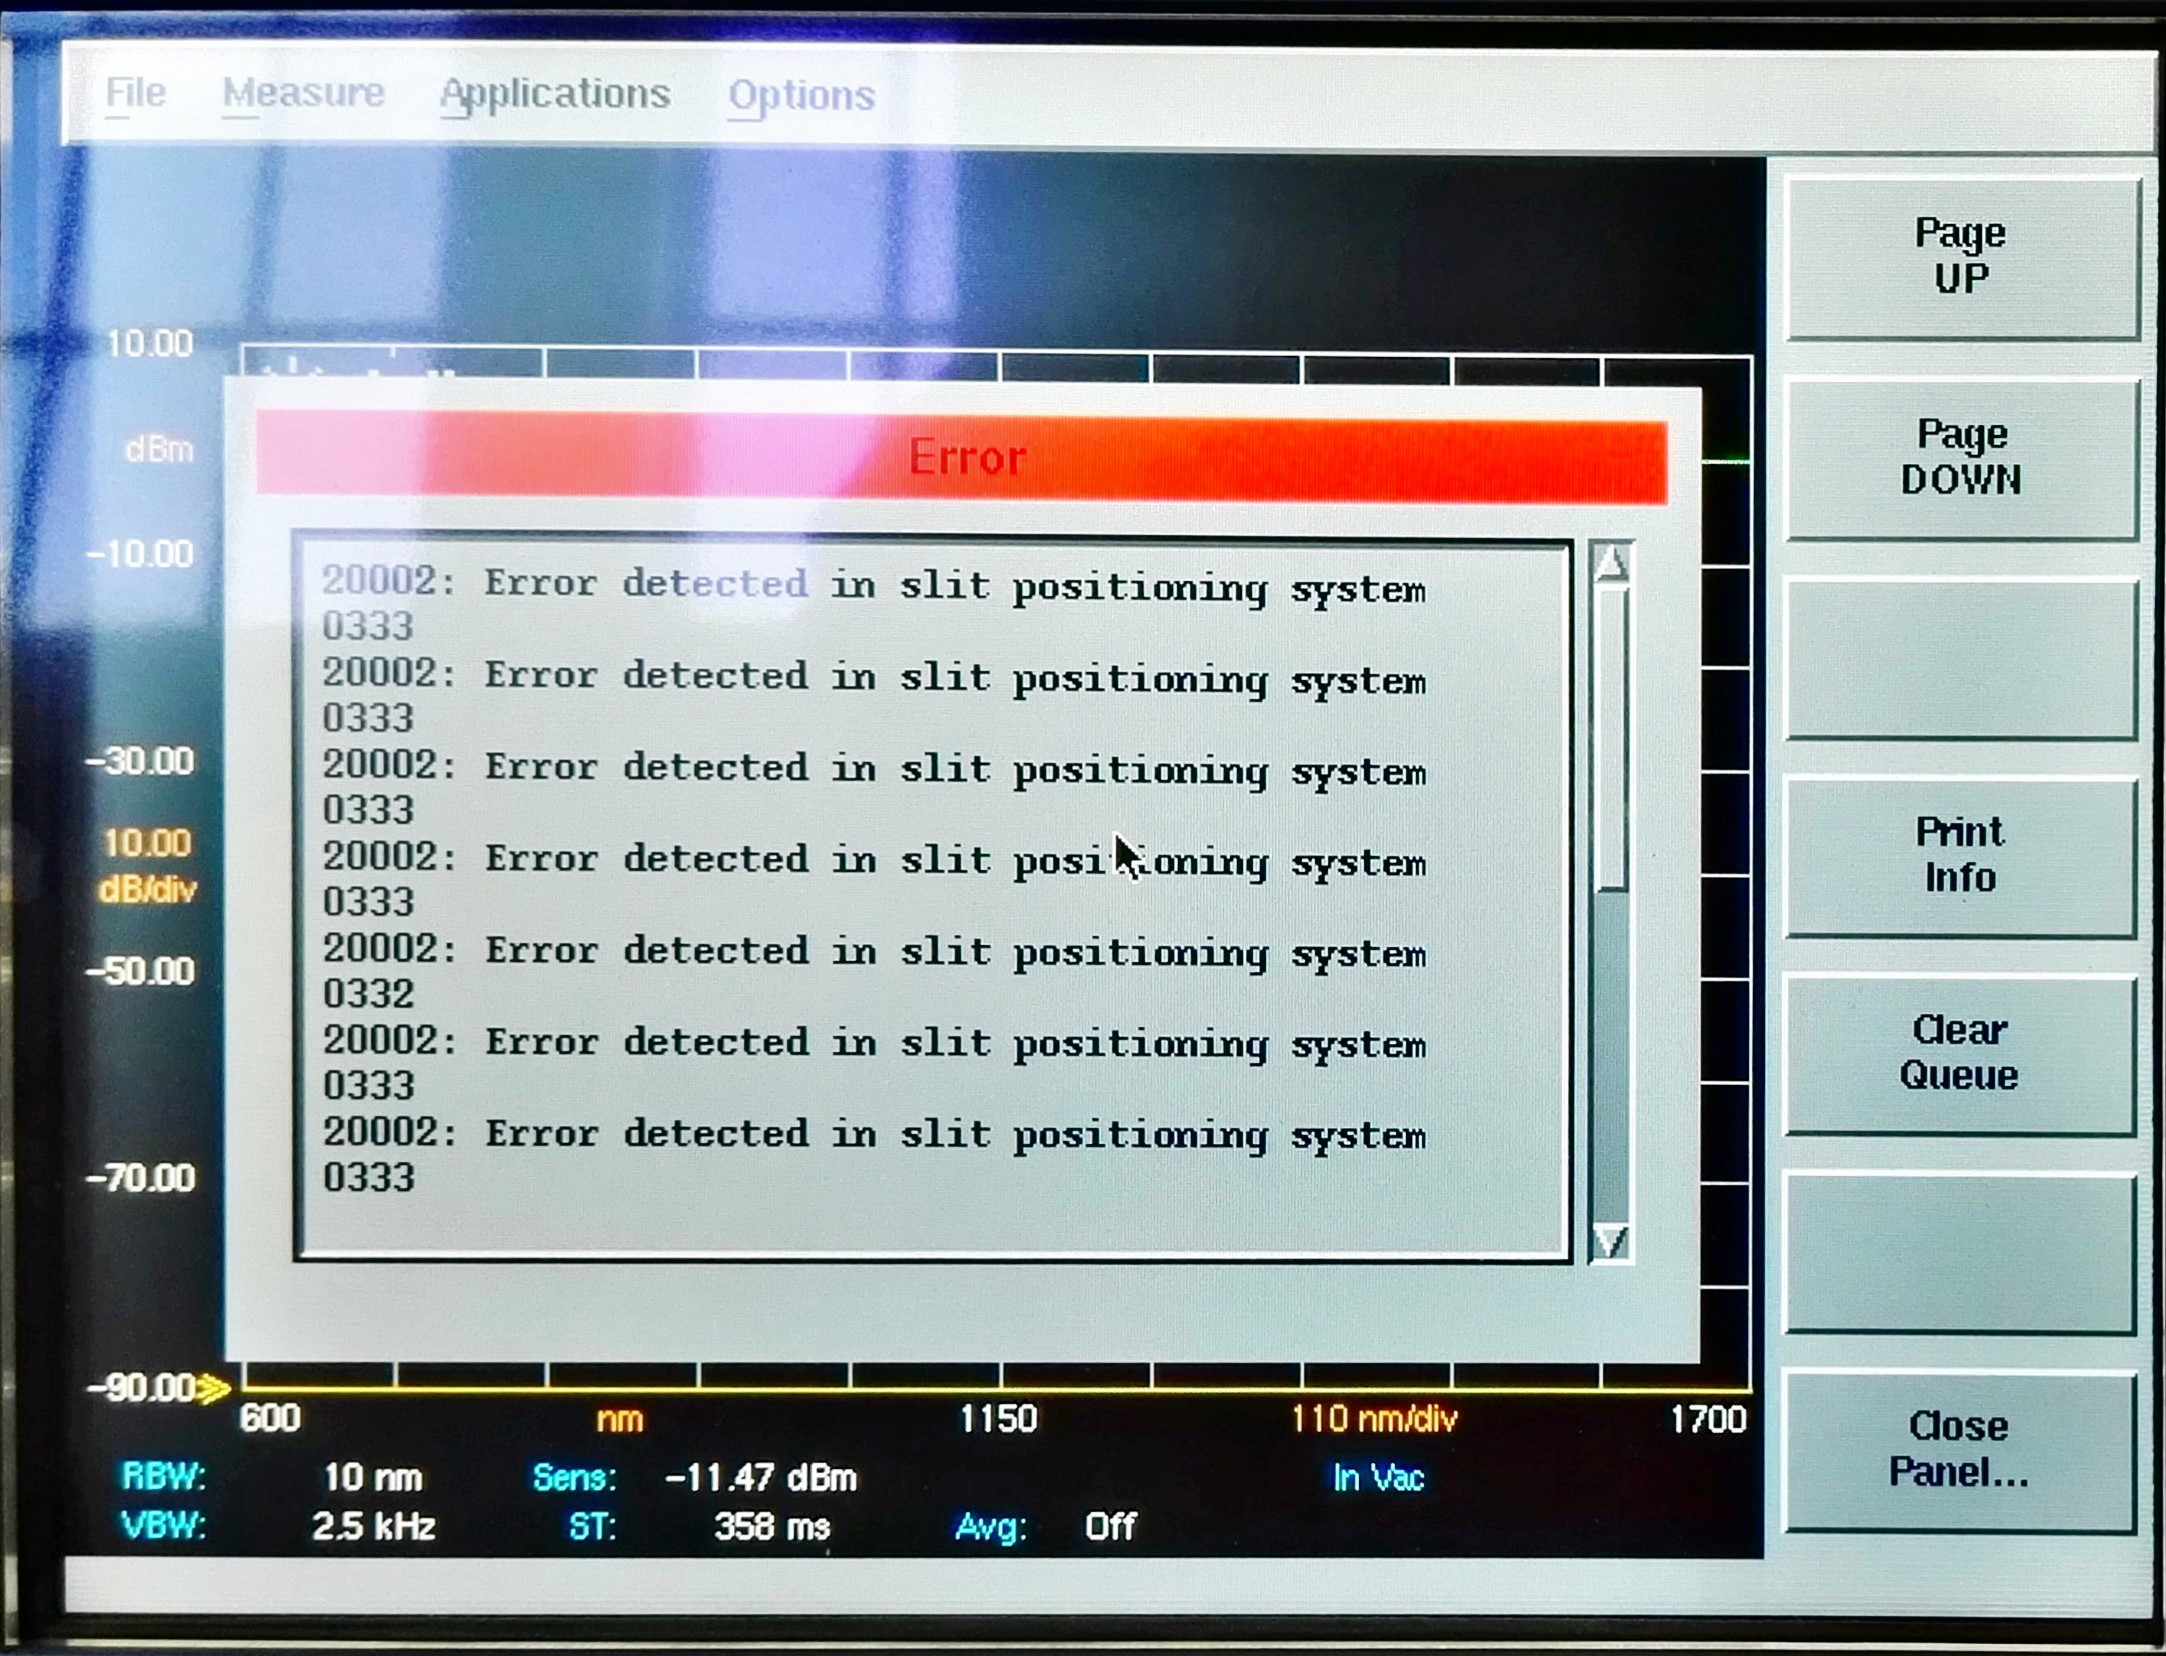 File Measure Applications Options
Page
UP
10.00
dBm
Error
Page
DOWN
-10.00
20002: Error detected in slit positioning system
0333
20002: Error detected in slit positioning system
0333
-30.00
20002: Error detected in slit positioning system
0333
10.00
dB/div
20002: Error detected in slit positioning system
0333
Print
Info
-50.00
20002: Error detected in slit positioning system
0332
20002: Error detected in slit positioning system
0333
Clear
Queue
-70.00
20002: Error detected in slit positioning system
0333
-90.00
600 nm 1150 110 nm/div 1700
RBW: 10 nm Sens: -11.47 dBm In Vac
VBW: 2.5 kHz ST: 358 ms Avg: Off
Close
Panel...